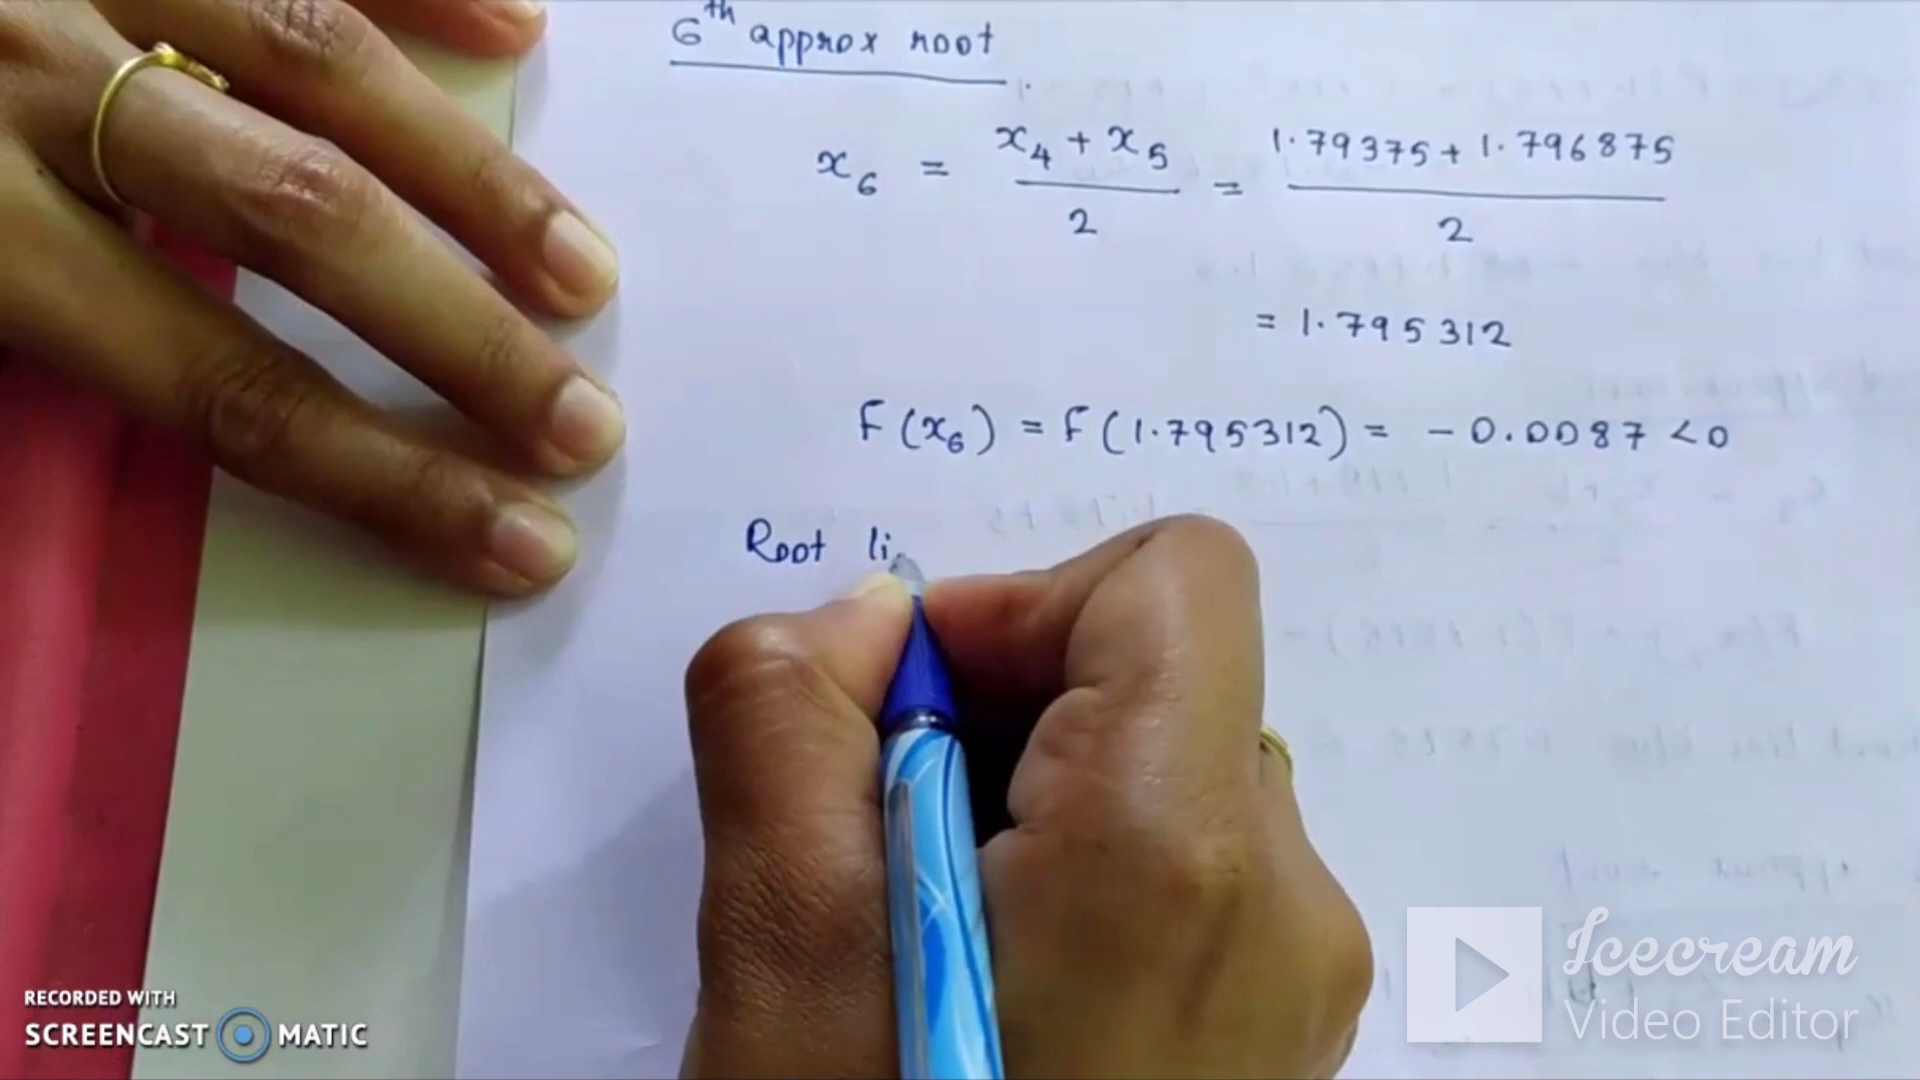 6th approx root
x6 = x4 + x5 / 2 = 1.79375 + 1.796875 / 2
= 1.795312
F(x6) = F(1.795312) = - 0.0087 < 0
Root li
RECORDED WITH
SCREENCAST MATIC
Icecream
Video Editor